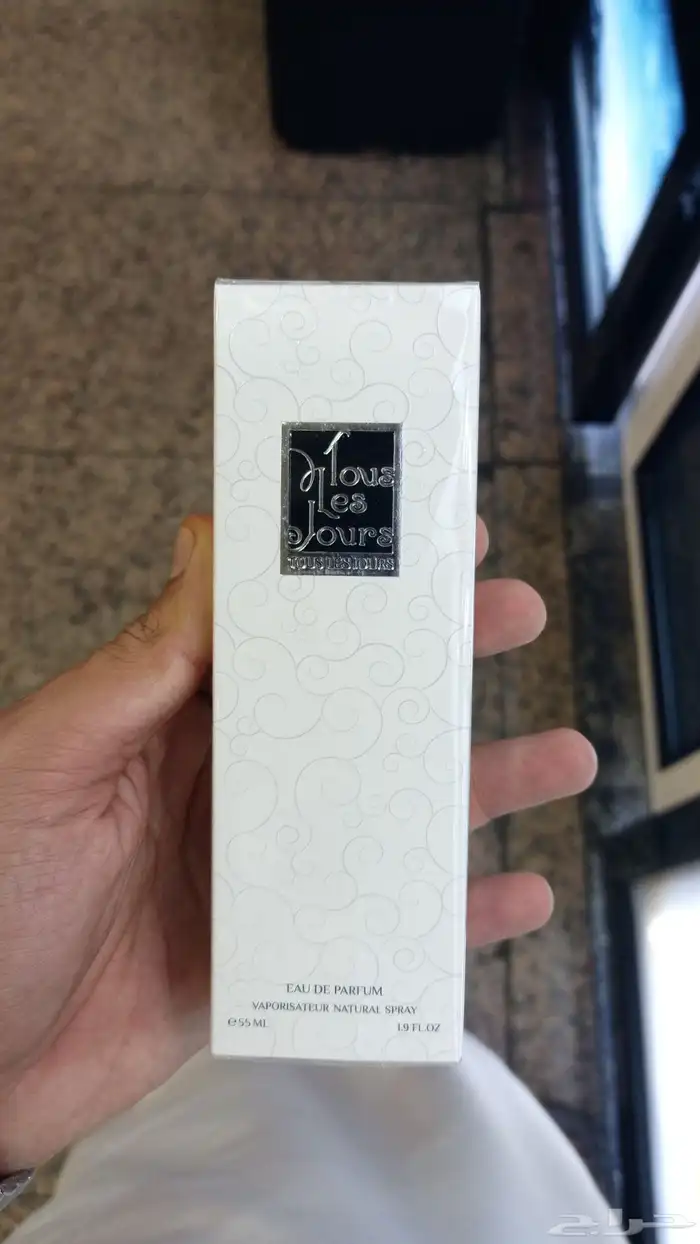 Tous
Les
Jours
TOUS LES JOURS
EAU DE PARFUM
VAPORISATEUR NATURAL SPRAY
℮55 ML 1.9 FL.OZ
حراج